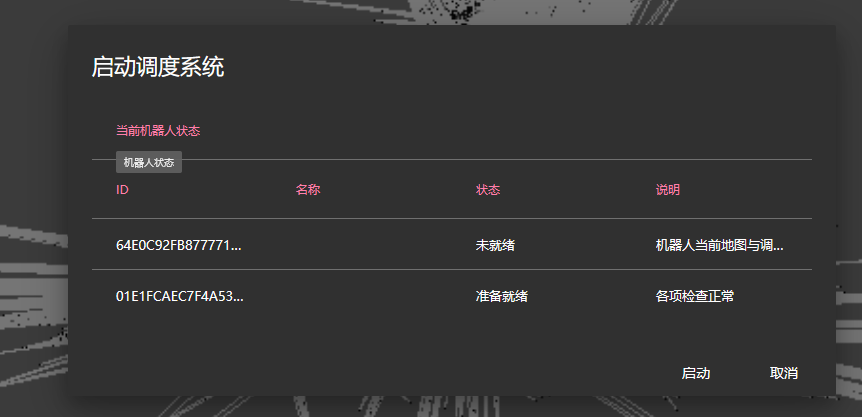 启动调度系统
当前机器人状态
机器人状态
ID 名称 状态 说明
64E0C92FB877771... 未就绪 机器人当前地图与调...
01E1FCAEC7F4A53... 准备就绪 各项检查正常
启动 取消